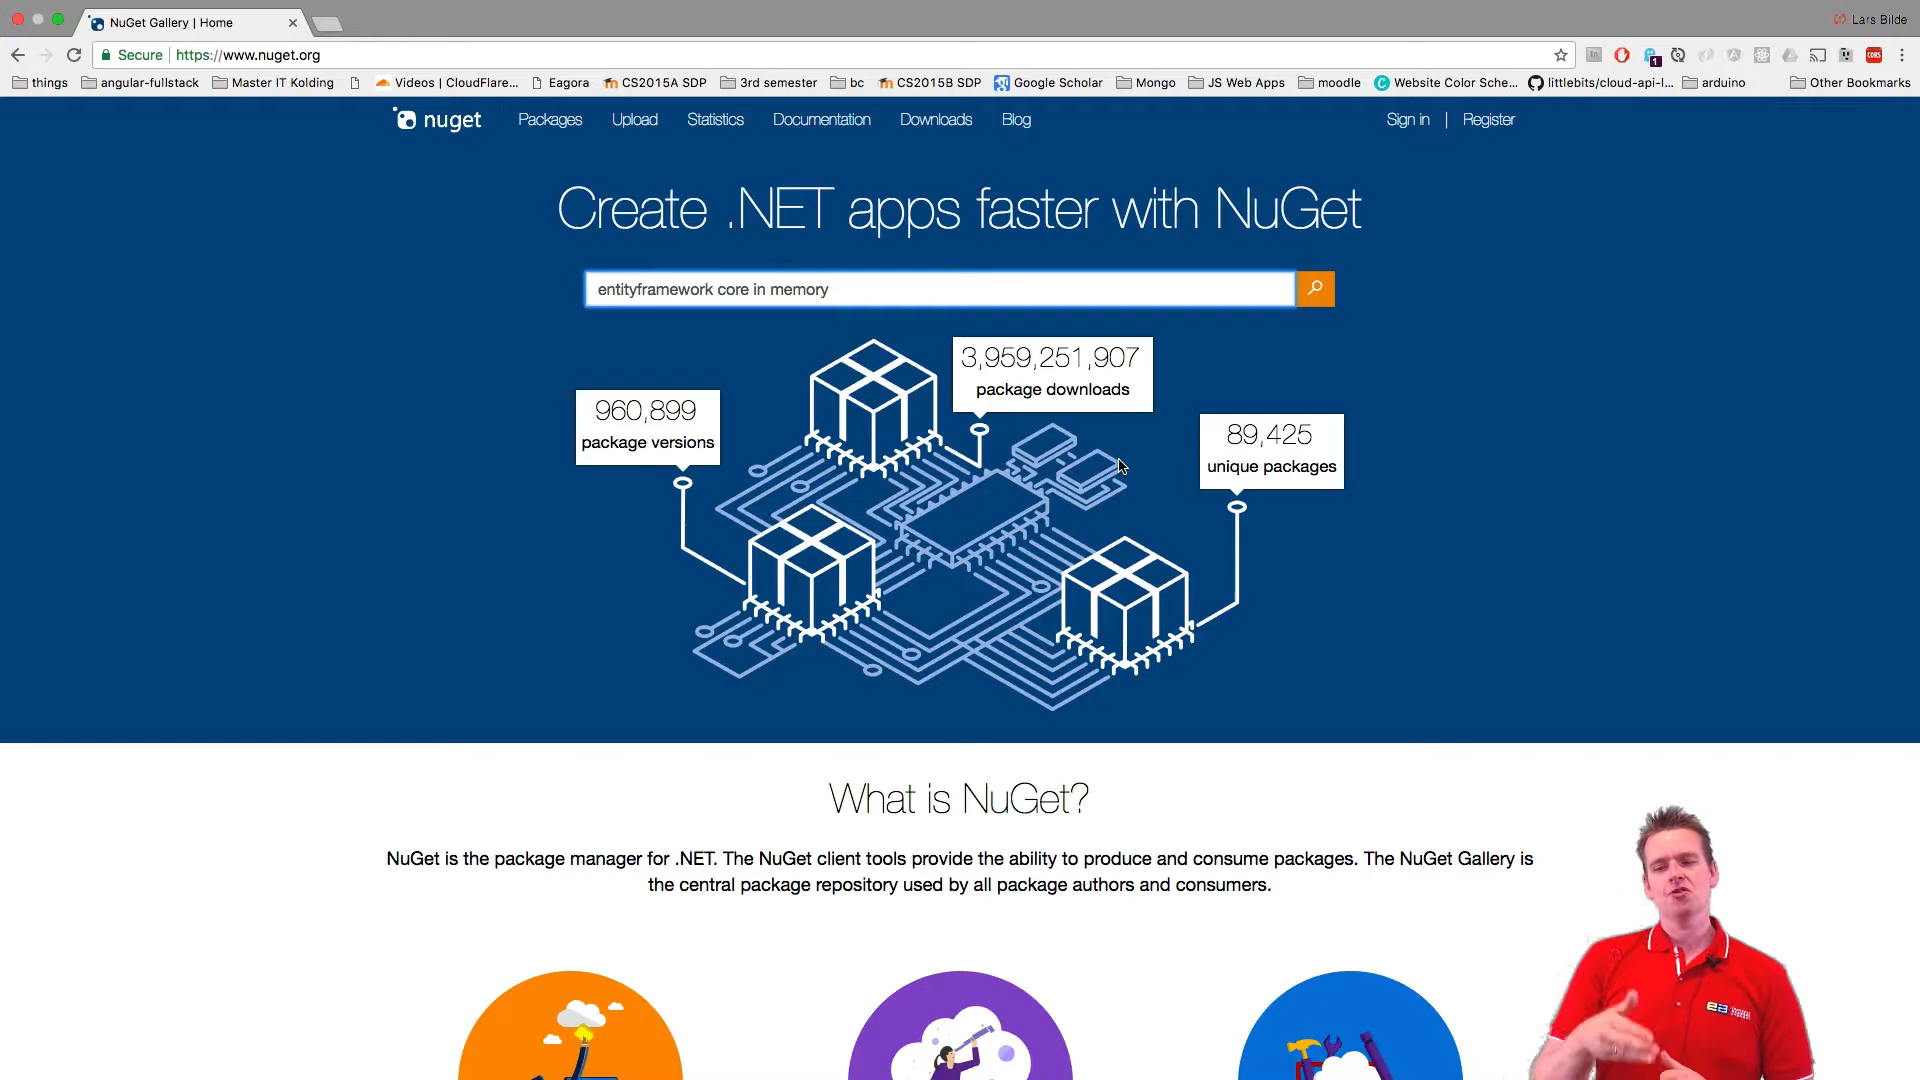 NuGet Gallery | Home
Lars Bilde
Secure https://www.nuget.org
1
CORS
things
angular-fullstack
Master IT Kolding
Videos | CloudFlare...
Eagora
CS2015A SDP
3rd semester
bc
CS2015B SDP
Google Scholar
Mongo
JS Web Apps
moodle
Website Color Sche...
littlebits/cloud-api-l...
arduino
Other Bookmarks
nuget
Packages
Upload
Statistics
Documentation
Downloads
Blog
Sign in | Register
Create .NET apps faster with NuGet
entityframework core in memory
3,959,251,907
package downloads
960,899
package versions
89,425
unique packages
What is NuGet?
NuGet is the package manager for .NET. The NuGet client tools provide the ability to produce and consume packages. The NuGet Gallery is
the central package repository used by all package authors and consumers.